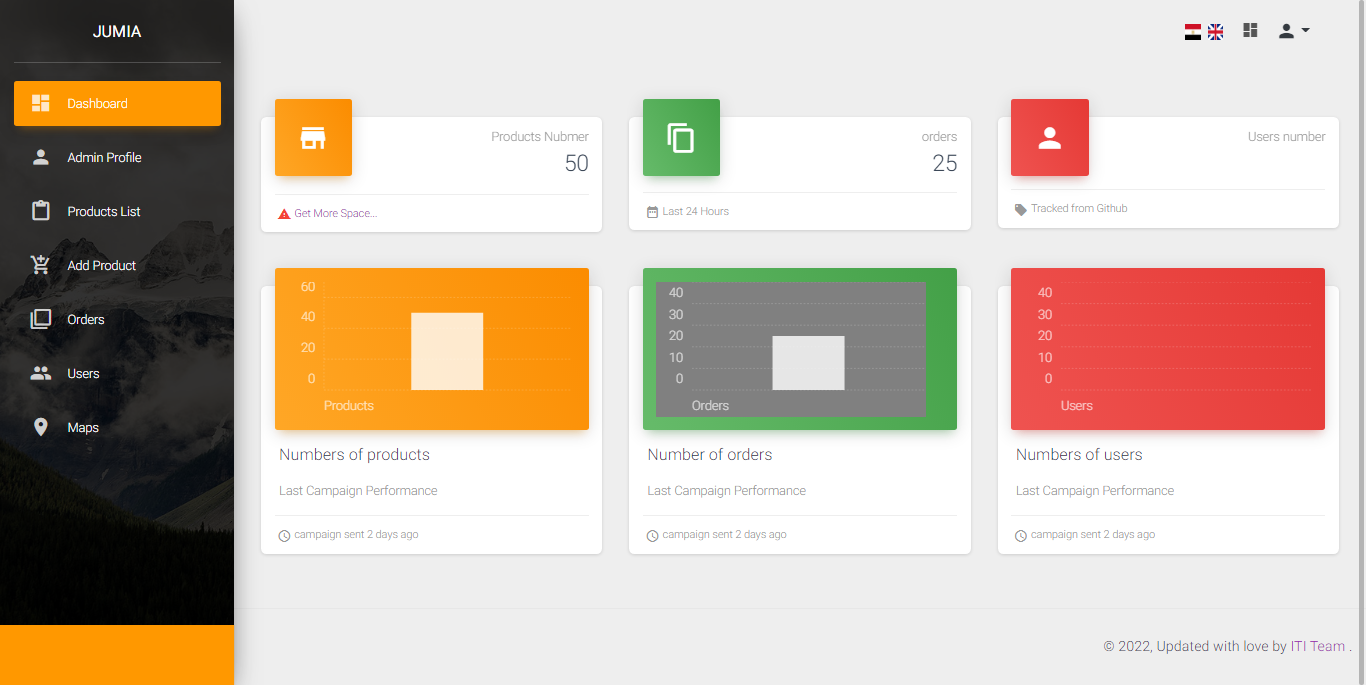 JUMIA
Dashboard
Admin Profile
Products List
Add Product
Orders
Users
Maps
Products Nubmer
50
Get More Space...
orders
25
Last 24 Hours
Users number
Tracked from Github
60
40
20
0
Products
Numbers of products
Last Campaign Performance
campaign sent 2 days ago
40
30
20
10
0
Orders
Number of orders
Last Campaign Performance
campaign sent 2 days ago
40
30
20
10
0
Users
Numbers of users
Last Campaign Performance
campaign sent 2 days ago
© 2022, Updated with love by ITI Team .